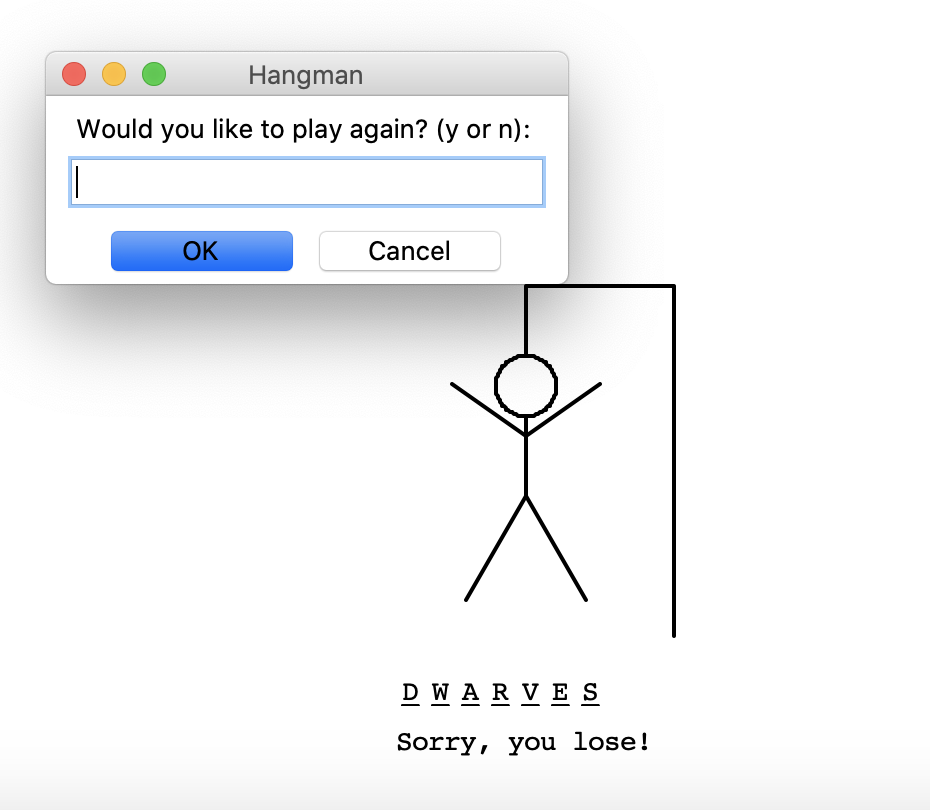 Hangman
Would you like to play again? (y or n):
OK Cancel
D W A R V E S
Sorry, you lose!